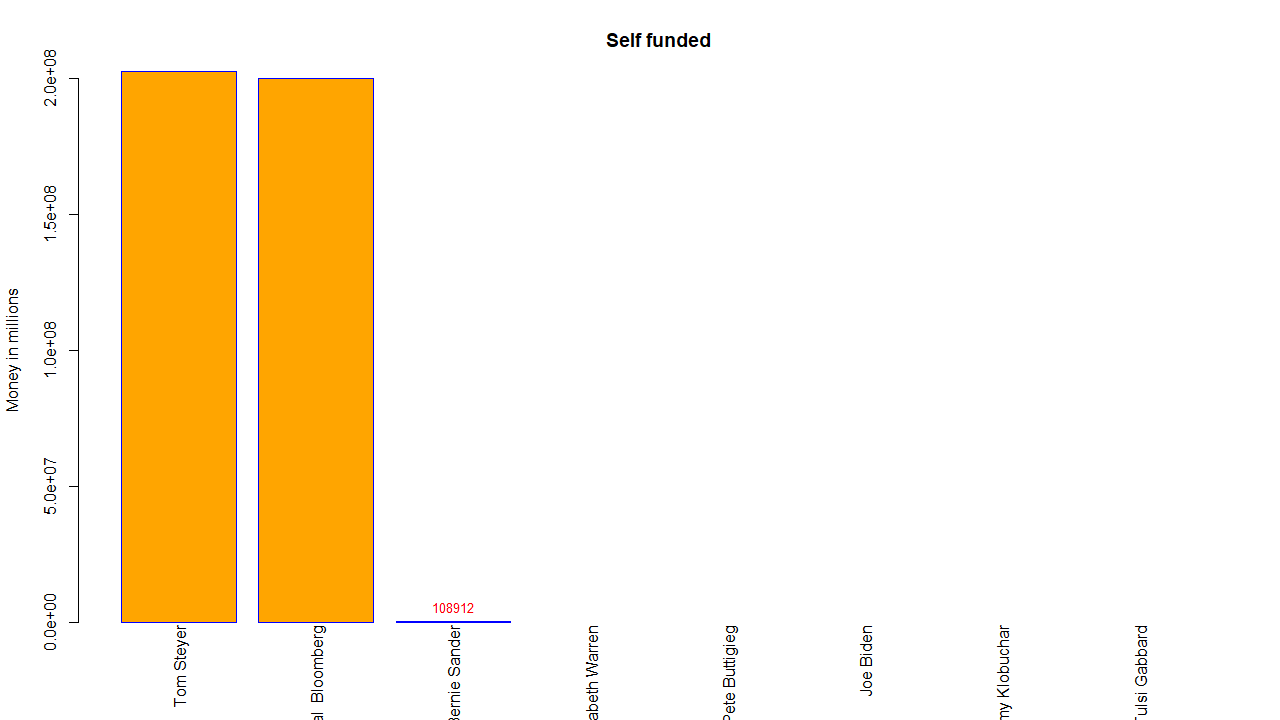 Self funded
Money in millions
2.0e+08
1.5e+08
1.0e+08
5.0e+07
0.0e+00
108912
Tom Steyer
al Bloomberg
Bernie Sander
abeth Warren
Pete Buttigieg
Joe Biden
my Klobuchar
Tulsi Gabbard